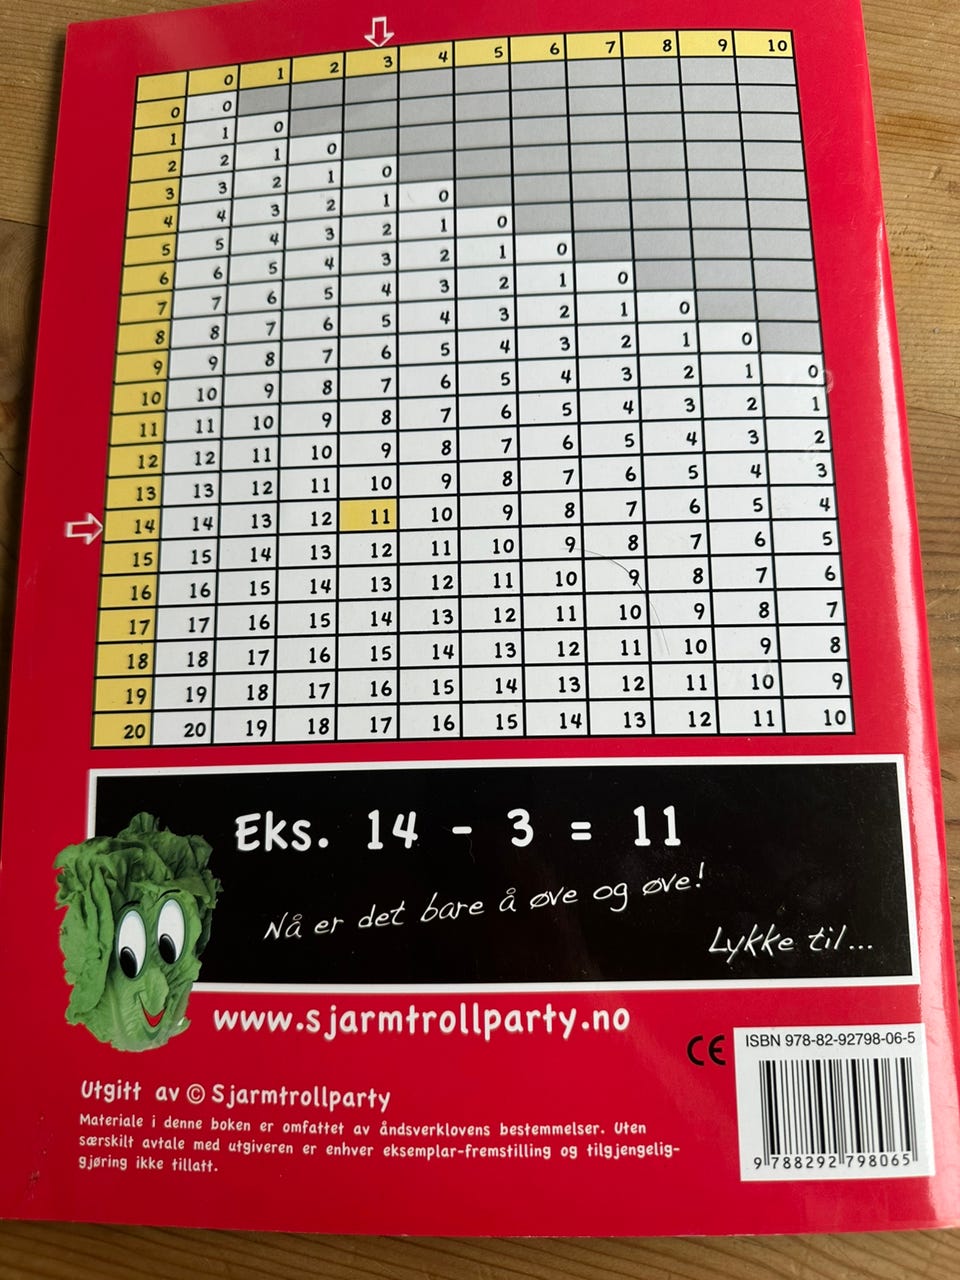 0 1 2 3 4 5 6 7 8 9 10
0 0
1 1 0
2 2 1 0
3 3 2 1 0
4 4 3 2 1 0
5 5 4 3 2 1 0
6 6 5 4 3 2 1 0
7 7 6 5 4 3 2 1 0
8 8 7 6 5 4 3 2 1 0
9 9 8 7 6 5 4 3 2 1 0
10 10 9 8 7 6 5 4 3 2 1 0
11 11 10 9 8 7 6 5 4 3 2 1
12 12 11 10 9 8 7 6 5 4 3 2
13 13 12 11 10 9 8 7 6 5 4 3
14 14 13 12 11 10 9 8 7 6 5 4
15 15 14 13 12 11 10 9 8 7 6 5
16 16 15 14 13 12 11 10 9 8 7 6
17 17 16 15 14 13 12 11 10 9 8 7
18 18 17 16 15 14 13 12 11 10 9 8
19 19 18 17 16 15 14 13 12 11 10 9
20 20 19 18 17 16 15 14 13 12 11 10
Eks. 14 - 3 = 11
Nå er det bare å øve og øve!
Lykke til...
www.sjarmtrollparty.no
CE
ISBN 978-82-92798-06-5
Utgitt av © Sjarmtrollparty
Materiale i denne boken er omfattet av åndsverklovens bestemmelser. Uten
særskilt avtale med utgiveren er enhver eksemplar-fremstilling og tilgjengelig-
gjøring ikke tillatt.
9 788292 798065